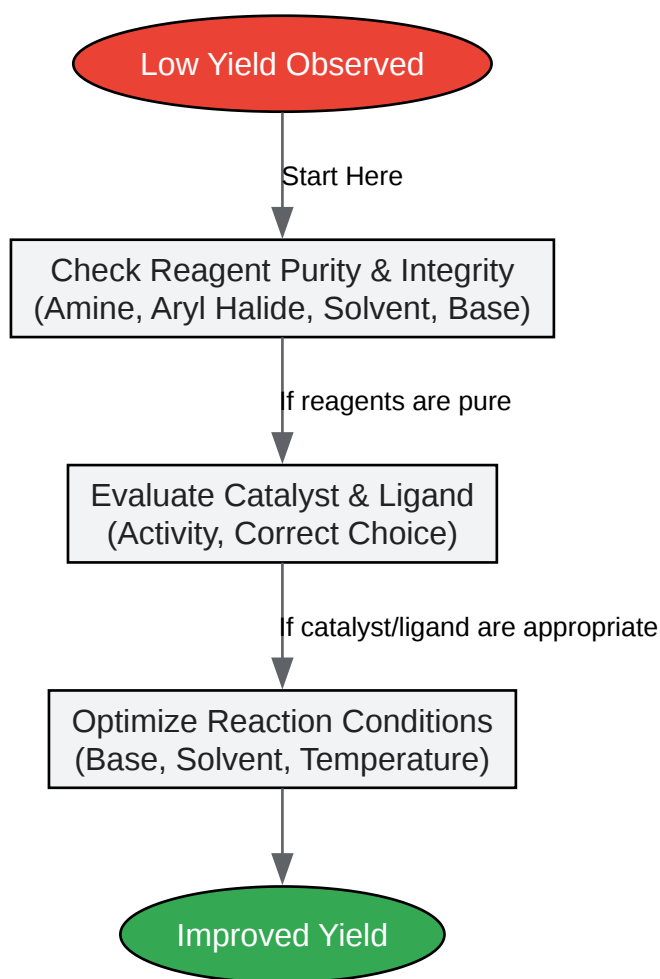 Low Yield Observed
Start Here
Check Reagent Purity & Integrity
(Amine, Aryl Halide, Solvent, Base)
If reagents are pure
Evaluate Catalyst & Ligand
(Activity, Correct Choice)
If catalyst/ligand are appropriate
Optimize Reaction Conditions
(Base, Solvent, Temperature)
Improved Yield